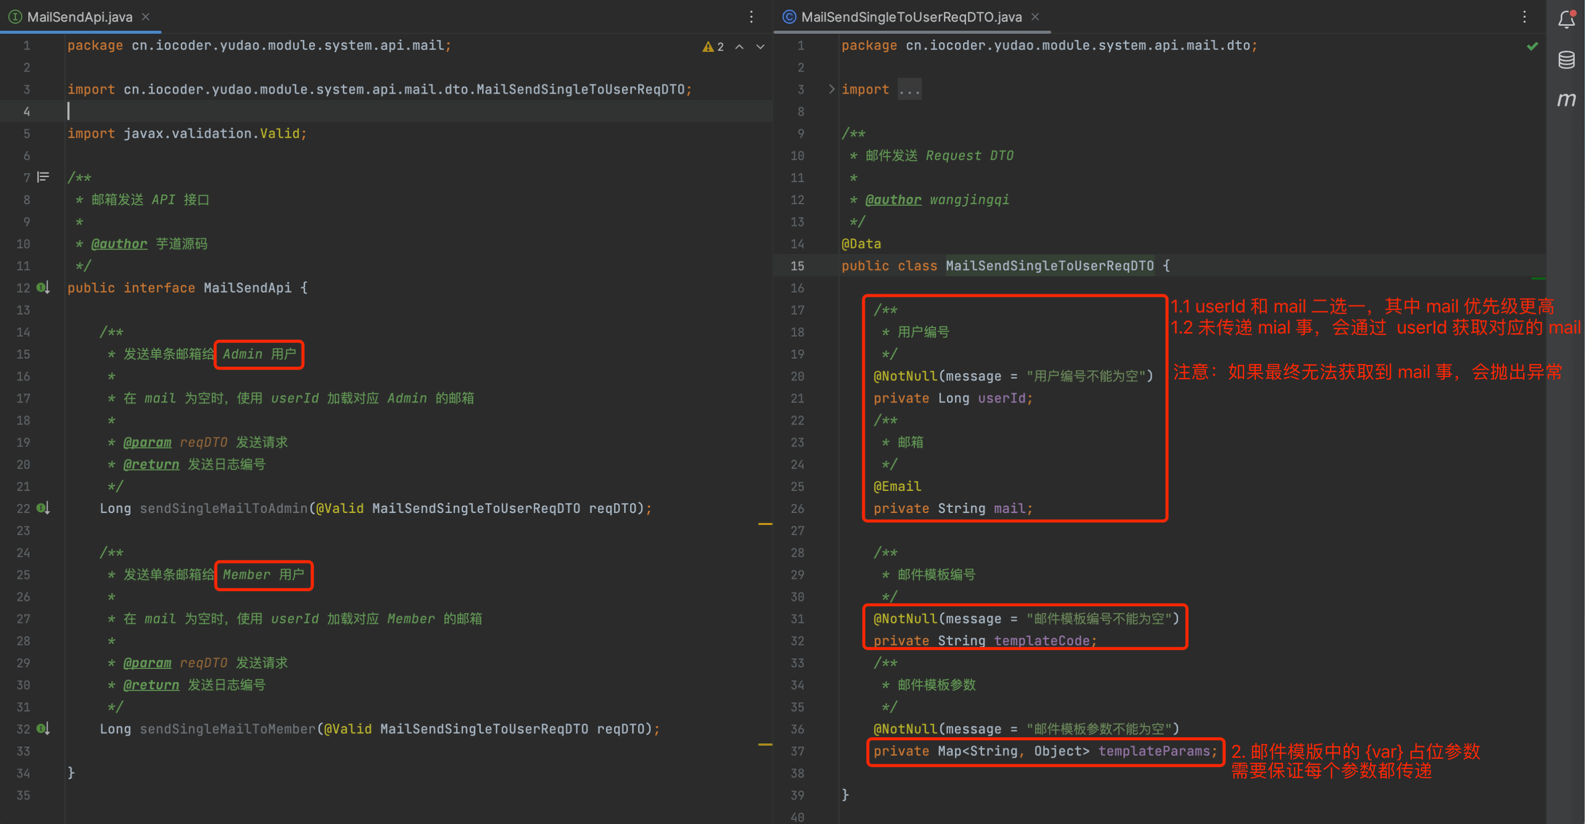 MailSendApi.java
1 package cn.iocoder.yudao.module.system.api.mail;
2
2
3 import cn.iocoder.yudao.module.system.api.mail.dto.MailSendSingleToUserReqDTO;
4
5 import javax.validation.Valid;
6
7 /**
8 * 邮箱发送 API 接口
9 *
10 * @author 芋道源码
11 */
12 public interface MailSendApi {
13
14 /**
15 * 发送单条邮箱给 Admin 用户
16 *
17 * 在 mail 为空时，使用 userId 加载对应 Admin 的邮箱
18 *
19 * @param reqDTO 发送请求
20 * @return 发送日志编号
21 */
22 Long sendSingleMailToAdmin(@Valid MailSendSingleToUserReqDTO reqDTO);
23
24 /**
25 * 发送单条邮箱给 Member 用户
26 *
27 * 在 mail 为空时，使用 userId 加载对应 Member 的邮箱
28 *
29 * @param reqDTO 发送请求
30 * @return 发送日志编号
31 */
32 Long sendSingleMailToMember(@Valid MailSendSingleToUserReqDTO reqDTO);
33
34 }
35
MailSendSingleToUserReqDTO.java
m
1 package cn.iocoder.yudao.module.system.api.mail.dto;
2
3 import ...
8
9 /**
10 * 邮件发送 Request DTO
11 *
12 * @author wangjingqi
13 */
14 @Data
15 public class MailSendSingleToUserReqDTO {
16
17 /**
18 * 用户编号
19 */
20 @NotNull(message = "用户编号不能为空")
21 private Long userId;
22 /**
23 * 邮箱
24 */
25 @Email
26 private String mail;
27
28 /**
29 * 邮件模板编号
30 */
31 @NotNull(message = "邮件模板编号不能为空")
32 private String templateCode;
33 /**
34 * 邮件模板参数
35 */
36 @NotNull(message = "邮件模板参数不能为空")
37 private Map<String, Object> templateParams;
38
39 }
40
1.1 userId 和 mail 二选一，其中 mail 优先级更高
1.2 未传递 mial 事，会通过 userId 获取对应的 mail
注意：如果最终无法获取到 mail 事，会抛出异常
2. 邮件模版中的 {var} 占位参数
需要保证每个参数都传递